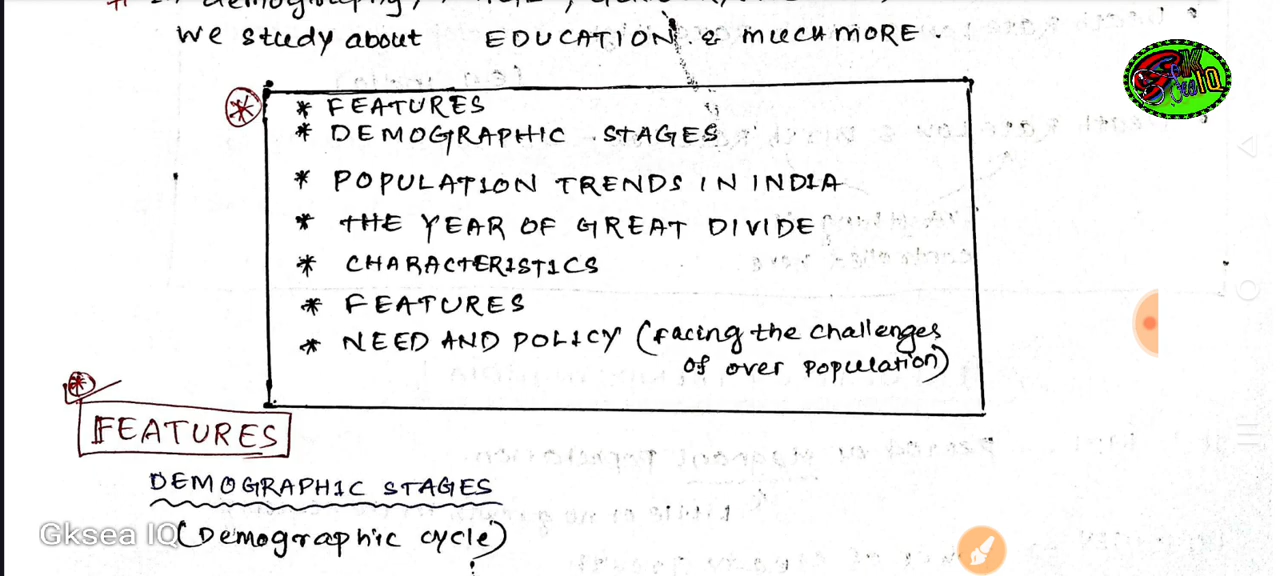 we study about EDUCATION & MUCH MORE.
* FEATURES
* DEMOGRAPHIC STAGES
* POPULATION TRENDS IN INDIA
* THE YEAR OF GREAT DIVIDE
* CHARACTERISTICS
* FEATURES
* NEED AND POLICY (facing the challenges
of over population)
FEATURES
DEMOGRAPHIC STAGES
(Demographic cycle)
Gksea IQ